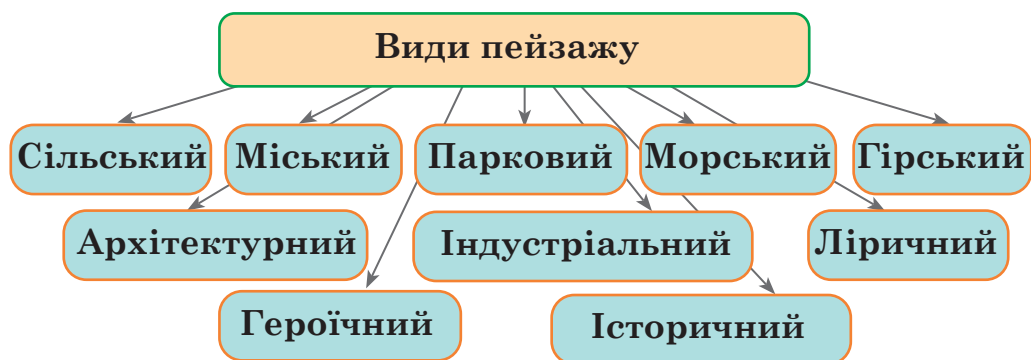 Види пейзажу
Сільський
Міський
Парковий
Морський
Гірський
Архітектурний
Індустріальний
Ліричний
Героїчний
Історичний